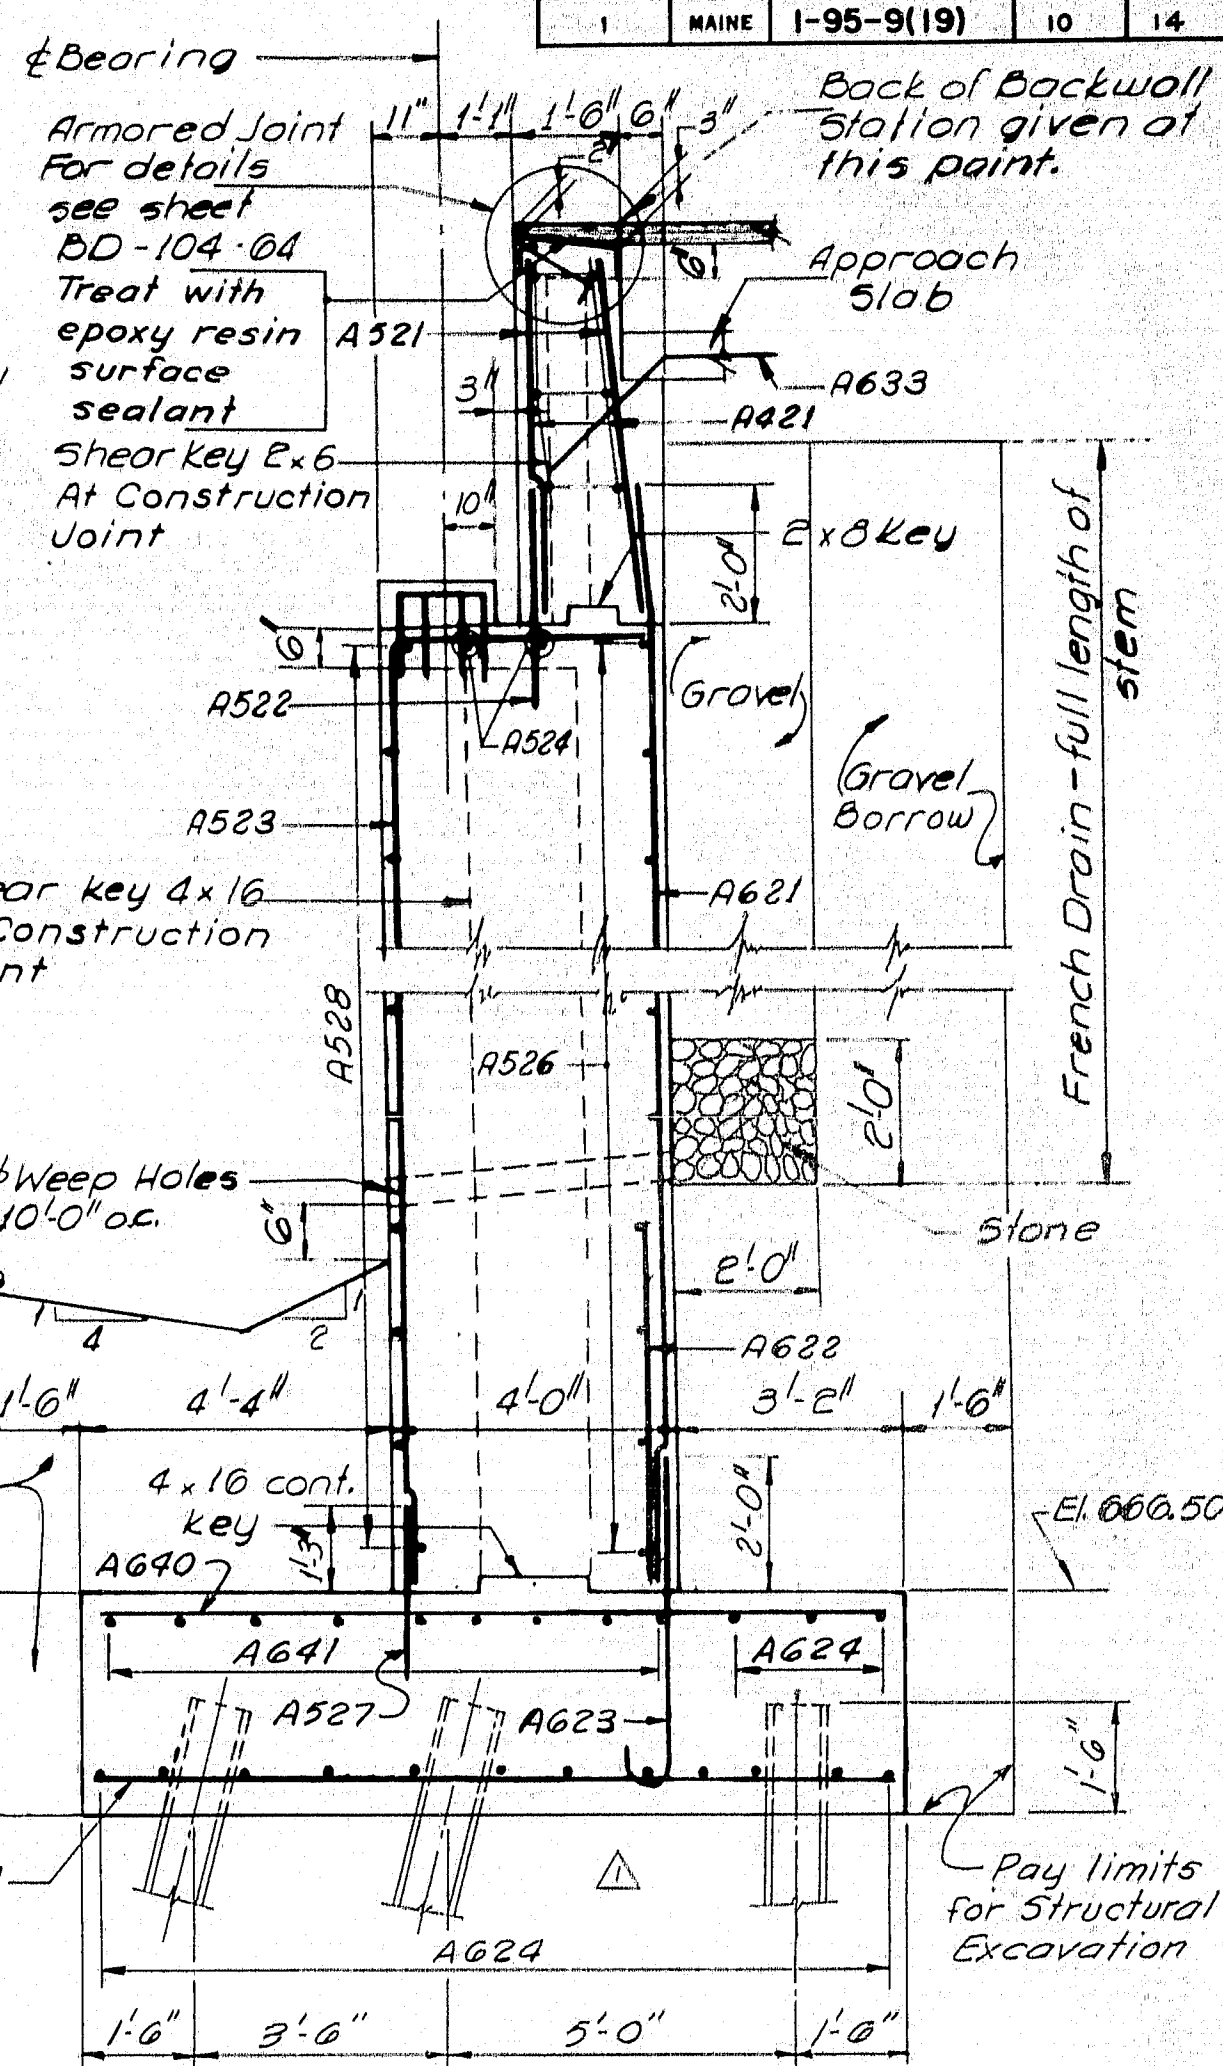 1 MAINE I-95-9(19) 10 14
℄ Bearing
11" 1'-1" 1'-6" 6" 3"
2"
Back of Backwall
Station given at
this point.
Armored Joint
For details
see sheet
BD-104-64
Treat with
epoxy resin
surface
sealant
A521
6"
Approach
Slab
A633
A421
3"
Shear Key 2x6
At Construction
Joint
10"
2x8 Key
2'-0"
French Drain - full length of
stem
6"
A522
A524
Gravel
Gravel
Borrow
A523
A621
Key 4x16
Construction
A528
A526
2'-0"
Weep Holes
10'-0" o.c.
6"
Stone
2'-0"
1
4
1
2
A622
1'-6" 4'-4" 4'-0" 3'-2" 1'-6"
4x16 cont.
Key
1'-3"
2'-0"
El. 666.50
A640
A641
A624
A527
A623
1'-6"
1
Pay limits
for Structural
Excavation
A624
1'-6" 3'-6" 5'-0" 1'-6"